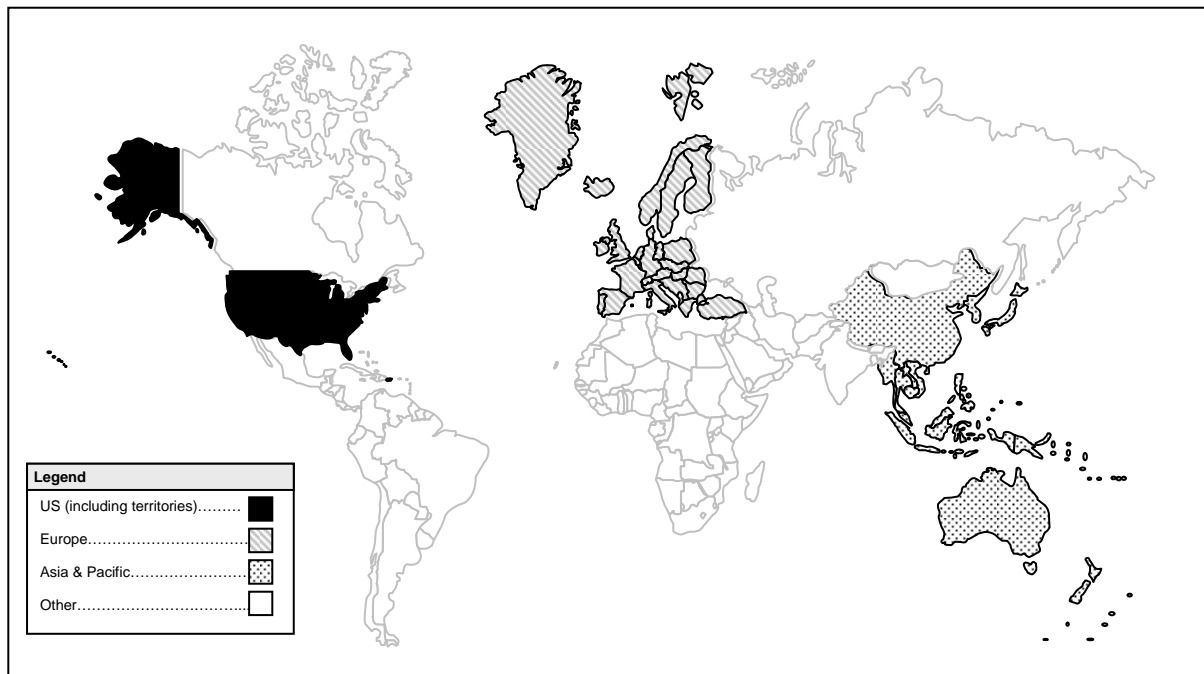 Legend
US (including territories).........
Europe.................................
Asia & Pacific........................
Other...................................